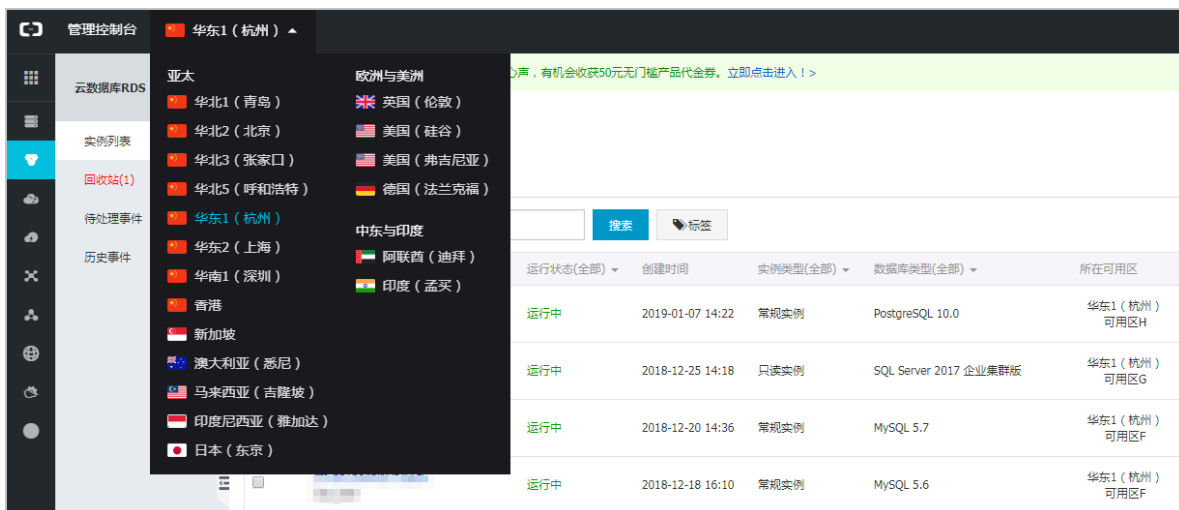 管理控制台
华东1 ( 杭州 )
云数据库RDS
实例列表
回收站(1)
待处理事件
历史事件
亚太
华北1 ( 青岛 )
华北2 ( 北京 )
华北3 ( 张家口 )
华北5 ( 呼和浩特 )
华东1 ( 杭州 )
华东2 ( 上海 )
华南1 ( 深圳 )
香港
新加坡
澳大利亚 ( 悉尼 )
马来西亚 ( 吉隆坡 )
印度尼西亚 ( 雅加达 )
日本 ( 东京 )
欧洲与美洲
英国 ( 伦敦 )
美国 ( 硅谷 )
美国 ( 弗吉尼亚 )
德国 ( 法兰克福 )
中东与印度
阿联酋 ( 迪拜 )
印度 ( 孟买 )
声，有机会收获50元无门槛产品代金券。立即点击进入！>
搜索
标签
运行状态(全部) 创建时间 实例类型(全部) 数据库类型(全部) 所在可用区
运行中 2019-01-07 14:22 常规实例 PostgreSQL 10.0 华东1 ( 杭州 )
可用区H
运行中 2018-12-25 14:18 只读实例 SQL Server 2017 企业集群版 华东1 ( 杭州 )
可用区G
运行中 2018-12-20 14:36 常规实例 MySQL 5.7 华东1 ( 杭州 )
可用区F
运行中 2018-12-18 16:10 常规实例 MySQL 5.6 华东1 ( 杭州 )
可用区F